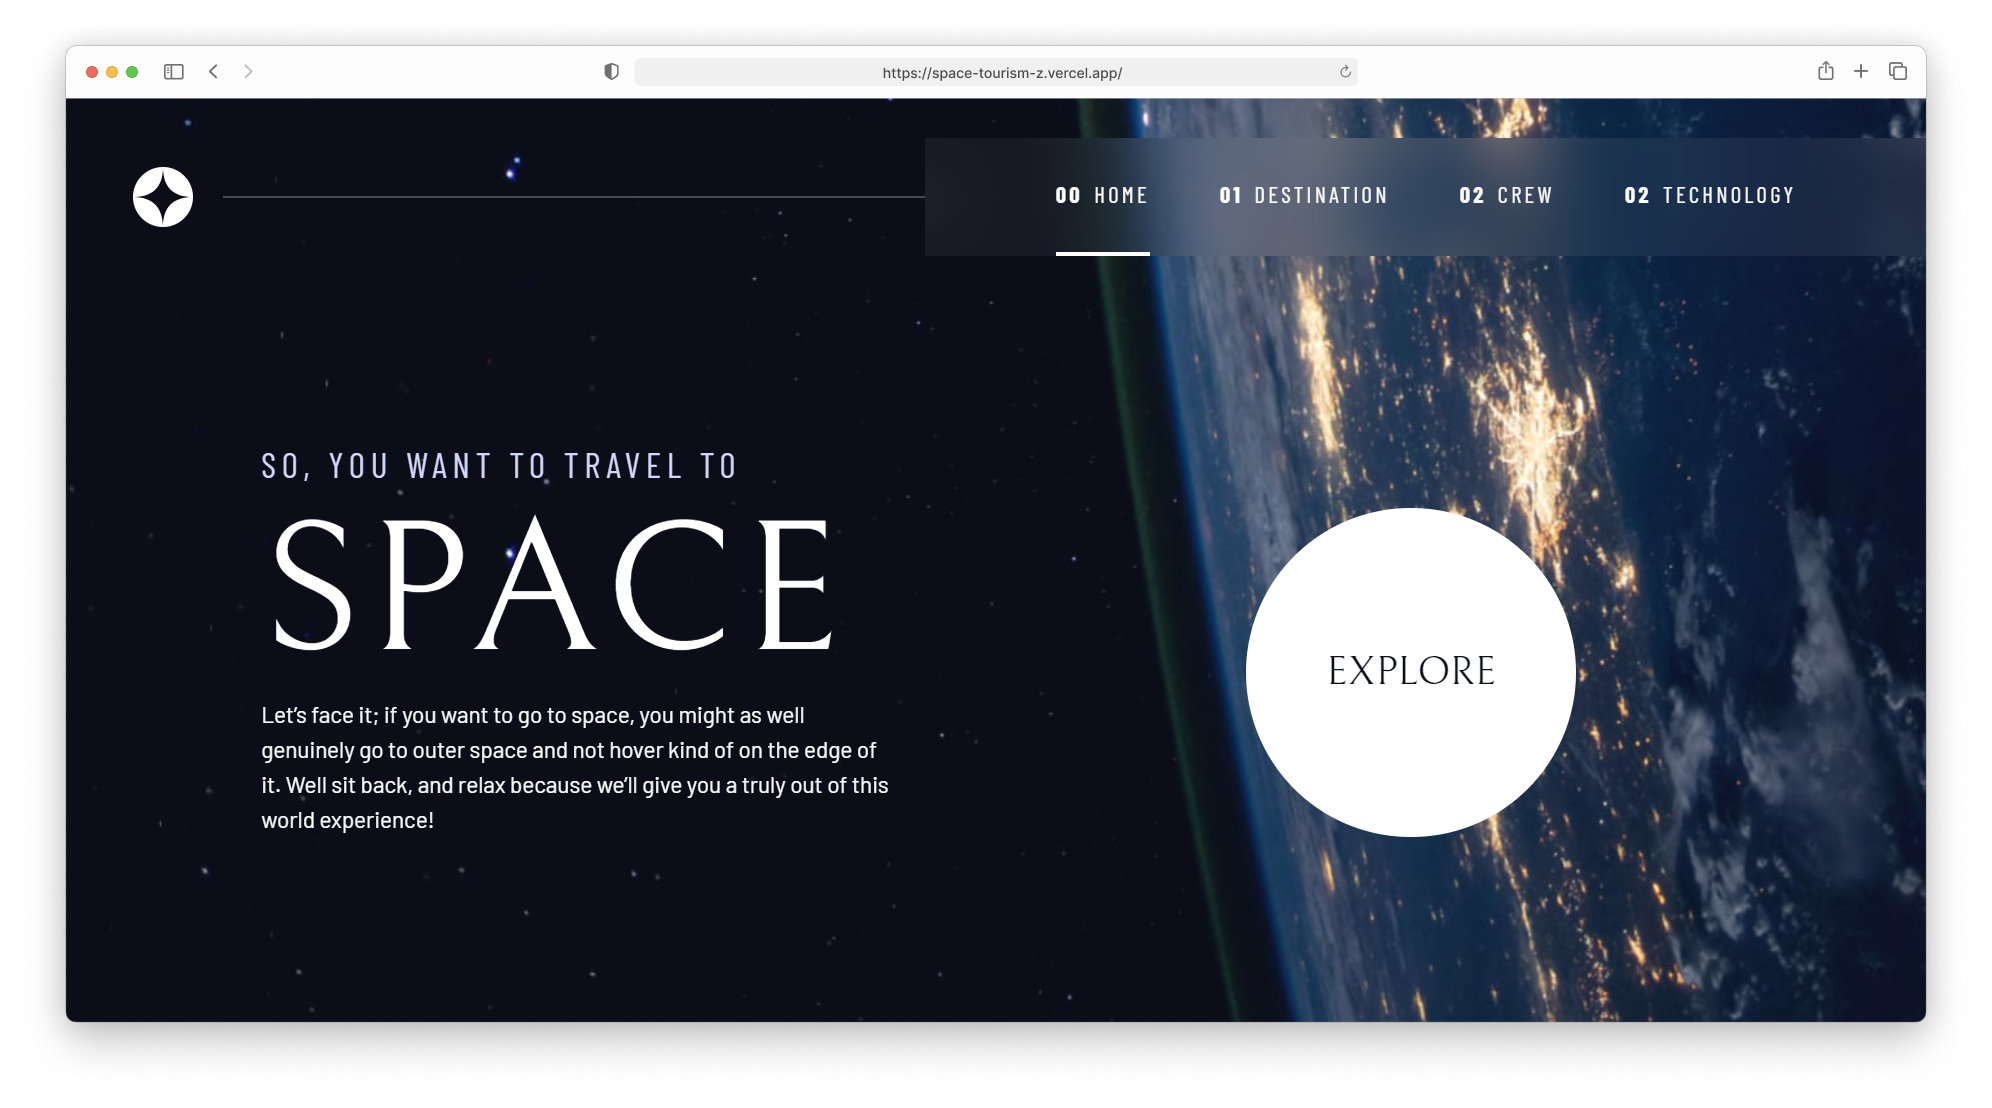 https://space-tourism-z.vercel.app/
00 HOME 01 DESTINATION 02 CREW 02 TECHNOLOGY
SO, YOU WANT TO TRAVEL TO
SPACE
Let’s face it; if you want to go to space, you might as well
genuinely go to outer space and not hover kind of on the edge of
it. Well sit back, and relax because we’ll give you a truly out of this
world experience!
EXPLORE